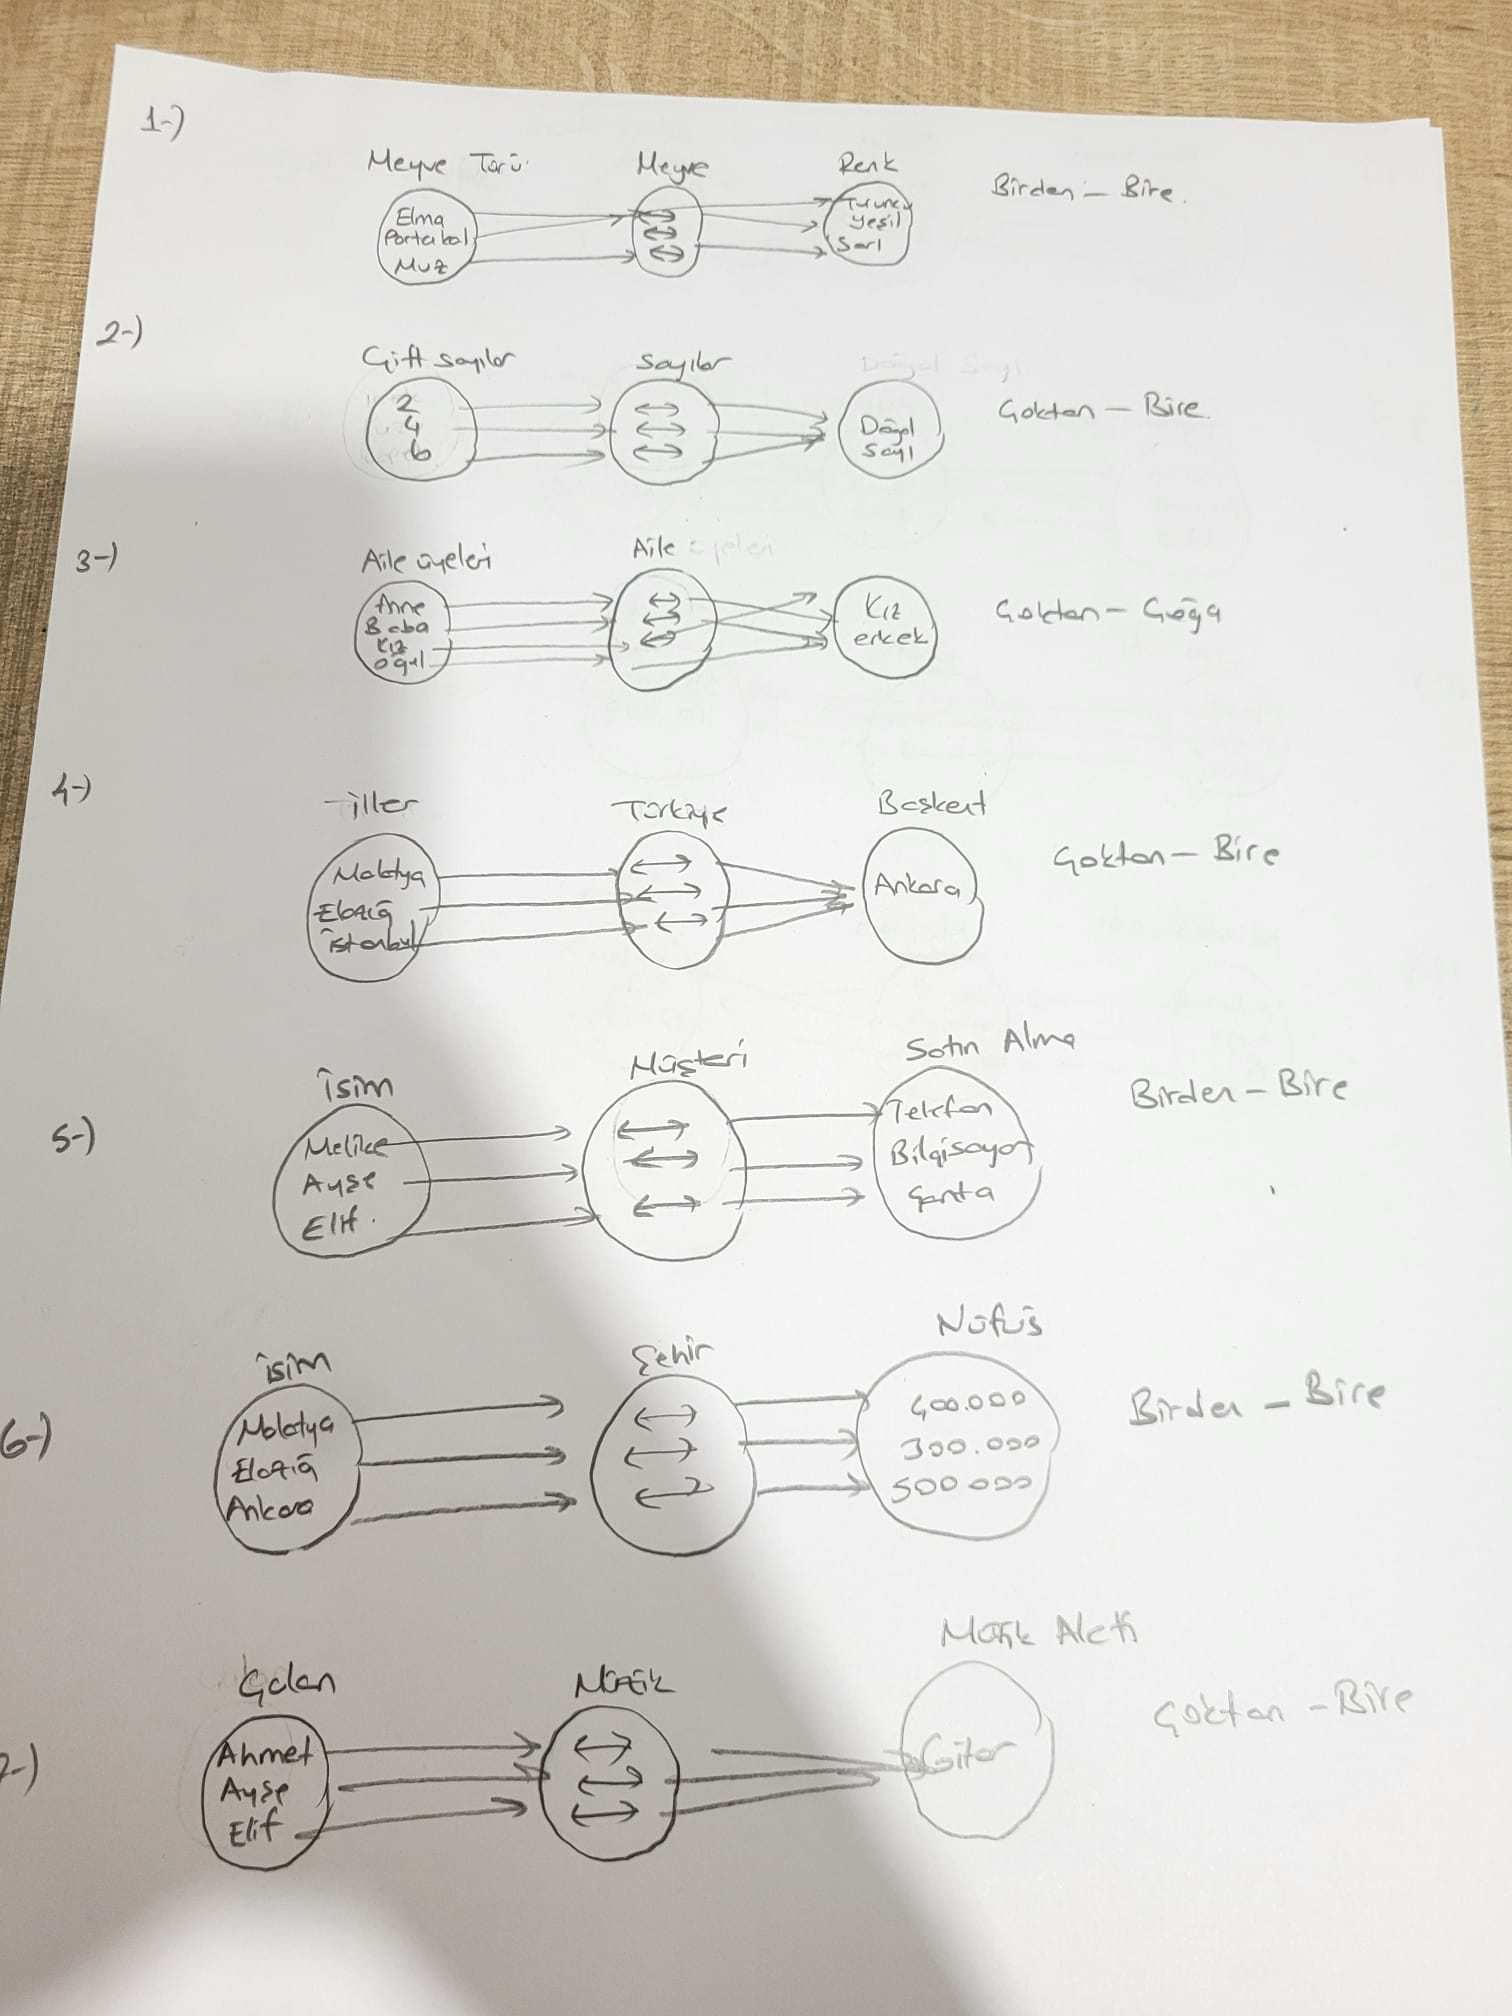 1-)
Meyve Türü Meyve Renk
Elma
Portakal
Muz
Turuncu
Yeşil
Sarı
Birden - Bire
2-)
Çift sayılar Sayılar Doğal Sayı
2
4
6
Doğal
Sayı
Çoktan - Bire
3-)
Aile üyeleri Aile üyeleri
Anne
Baba
Kız
oğul
Kız
erkek
Çoktan - Çoğa
4-)
İller Türkiye Başkent
Malatya
Elazığ
İstanbul
Ankara
Çoktan - Bire
5-)
İsim Müşteri Satın Alma
Melike
Ayşe
Elif
Telefon
Bilgisayar
Çanta
Birden - Bire
6-)
İsim Şehir Nüfus
Malatya
Elazığ
Ankara
400.000
300.000
500.000
Birden - Bire
7-)
Çalan Müzik Müzik Aleti
Ahmet
Ayşe
Elif
Gitar
Çoktan - Bire